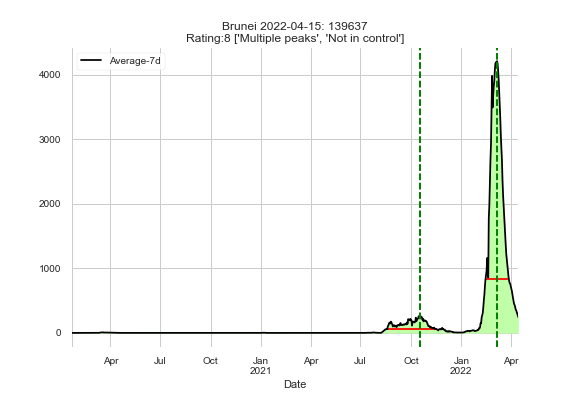 Brunei 2022-04-15: 139637
Rating:8 ['Multiple peaks', 'Not in control']
Average-7d
4000
3000
2000
1000
0
Apr Jul Oct Jan Apr Jul Oct Jan Apr
2021 2022
Date